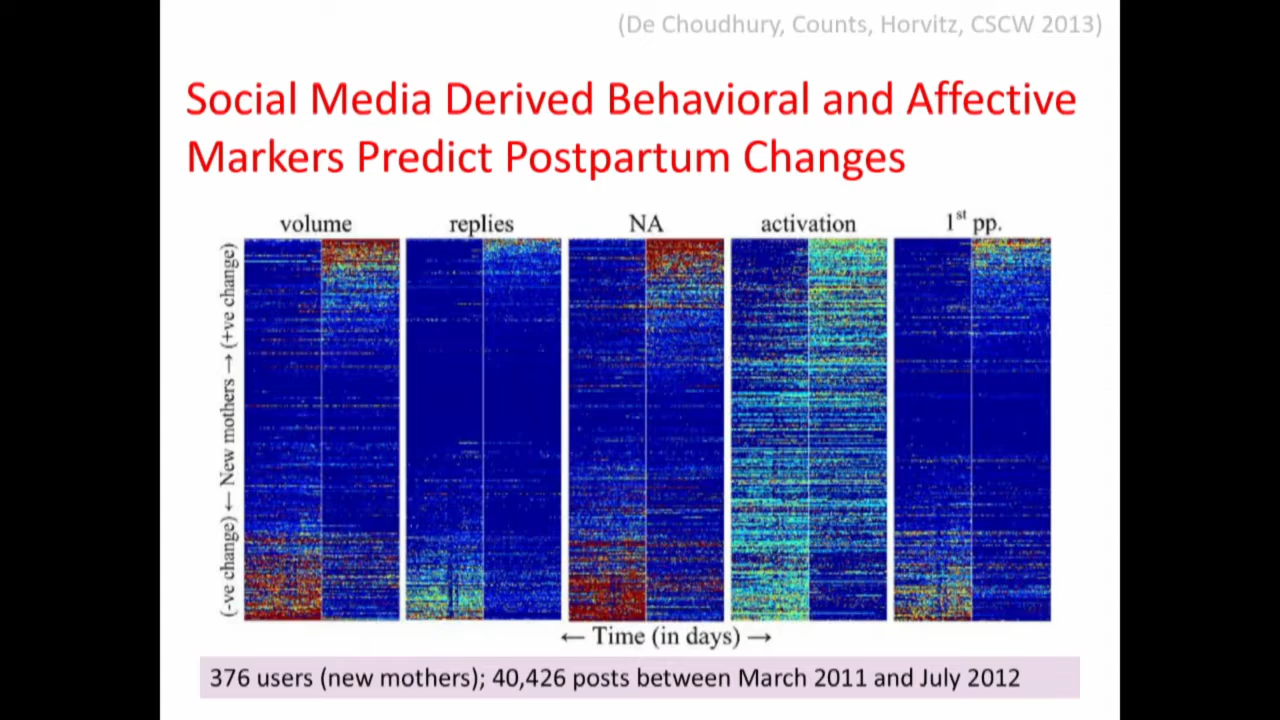 (De Choudhury, Counts, Horvitz, CSCW 2013)
Social Media Derived Behavioral and Affective
Markers Predict Postpartum Changes
volume replies NA activation 1st pp.
(-ve change) ← New mothers → (+ve change)
← Time (in days) →
376 users (new mothers); 40,426 posts between March 2011 and July 2012